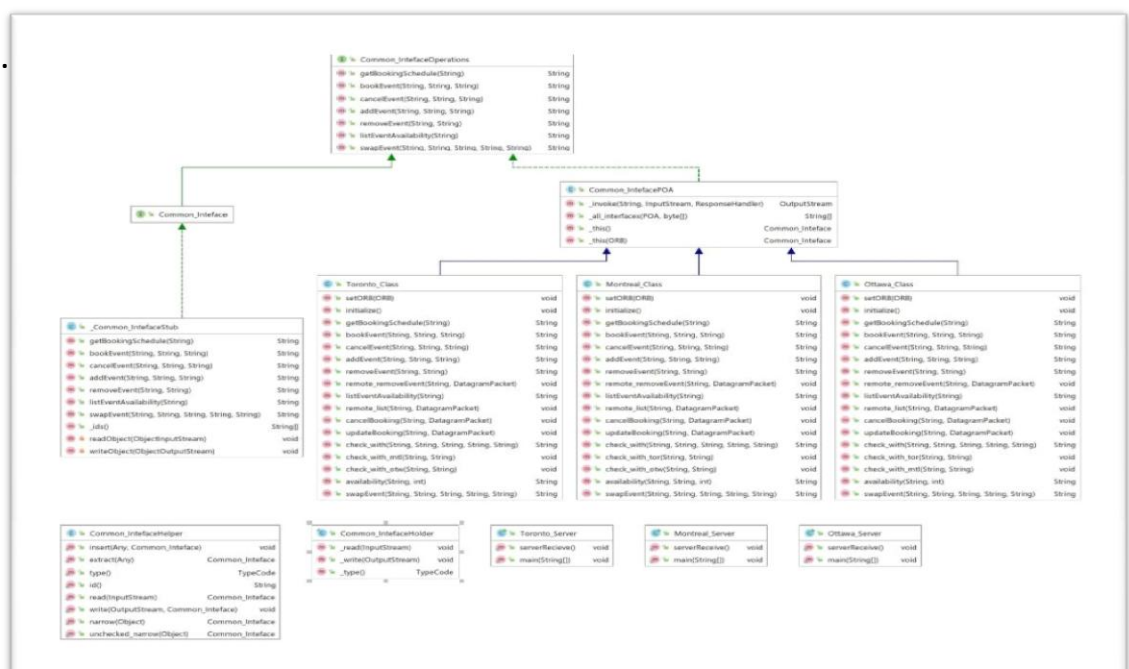 Common_IntefaceOperations
getBookingSchedule(String) String
bookEvent(String, String, String) String
cancelEvent(String, String, String) String
addEvent(String, String, String) String
removeEvent(String, String) String
listEventAvailability(String) String
swapEvent(String, String, String, String, String) String
Common_Inteface
Common_IntefacePOA
_invoke(String, InputStream, ResponseHandler) OutputStream
_all_interfaces(POA, byte[]) String[]
_this() Common_Inteface
_this(ORB) Common_Inteface
_Common_IntefaceStub
getBookingSchedule(String) String
bookEvent(String, String, String) String
cancelEvent(String, String, String) String
addEvent(String, String, String) String
removeEvent(String, String) String
listEventAvailability(String) String
swapEvent(String, String, String, String, String) String
_ids() String[]
readObject(ObjectInputStream) void
writeObject(ObjectOutputStream) void
Toronto_Class
setORB(ORB) void
initialize() void
getBookingSchedule(String) String
bookEvent(String, String, String) String
cancelEvent(String, String, String) String
addEvent(String, String, String) String
removeEvent(String, String) String
remote_removeEvent(String, DatagramPacket) void
listEventAvailability(String) String
remote_list(String, DatagramPacket) void
cancelBooking(String, DatagramPacket) void
updateBooking(String, DatagramPacket) void
check_with(String, String, String, String, String) String
check_with_mtl(String, String) void
check_with_otw(String, String) void
availability(String, int) String
swapEvent(String, String, String, String, String) String
Montreal_Class
setORB(ORB) void
initialize() void
getBookingSchedule(String) String
bookEvent(String, String, String) String
cancelEvent(String, String, String) String
addEvent(String, String, String) String
removeEvent(String, String) String
remote_removeEvent(String, DatagramPacket) void
listEventAvailability(String) String
remote_list(String, DatagramPacket) void
cancelBooking(String, DatagramPacket) void
updateBooking(String, DatagramPacket) void
check_with(String, String, String, String, String) String
check_with_tor(String, String) void
check_with_otw(String, String) void
availability(String, String, int) String
swapEvent(String, String, String, String, String) String
Ottawa_Class
setORB(ORB) void
initialize() void
getBookingSchedule(String) String
bookEvent(String, String, String) String
cancelEvent(String, String, String) String
addEvent(String, String, String) String
removeEvent(String, String) String
remote_removeEvent(String, DatagramPacket) void
listEventAvailability(String) String
remote_list(String, DatagramPacket) void
cancelBooking(String, DatagramPacket) void
updateBooking(String, DatagramPacket) void
check_with(String, String, String, String, String) String
check_with_tor(String, String) void
check_with_mtl(String, String) void
availability(String, int) String
swapEvent(String, String, String, String, String) String
Common_IntefaceHelper
insert(Any, Common_Inteface) void
extract(Any) Common_Inteface
type() TypeCode
id() String
read(InputStream) Common_Inteface
write(OutputStream, Common_Inteface) void
narrow(Object) Common_Inteface
unchecked_narrow(Object) Common_Inteface
Common_IntefaceHolder
_read(InputStream) void
_write(OutputStream) void
_type() TypeCode
Toronto_Server
serverRecieve() void
main(String[]) void
Montreal_Server
serverReceive() void
main(String[]) void
Ottawa_Server
serverReceive() void
main(String[]) void